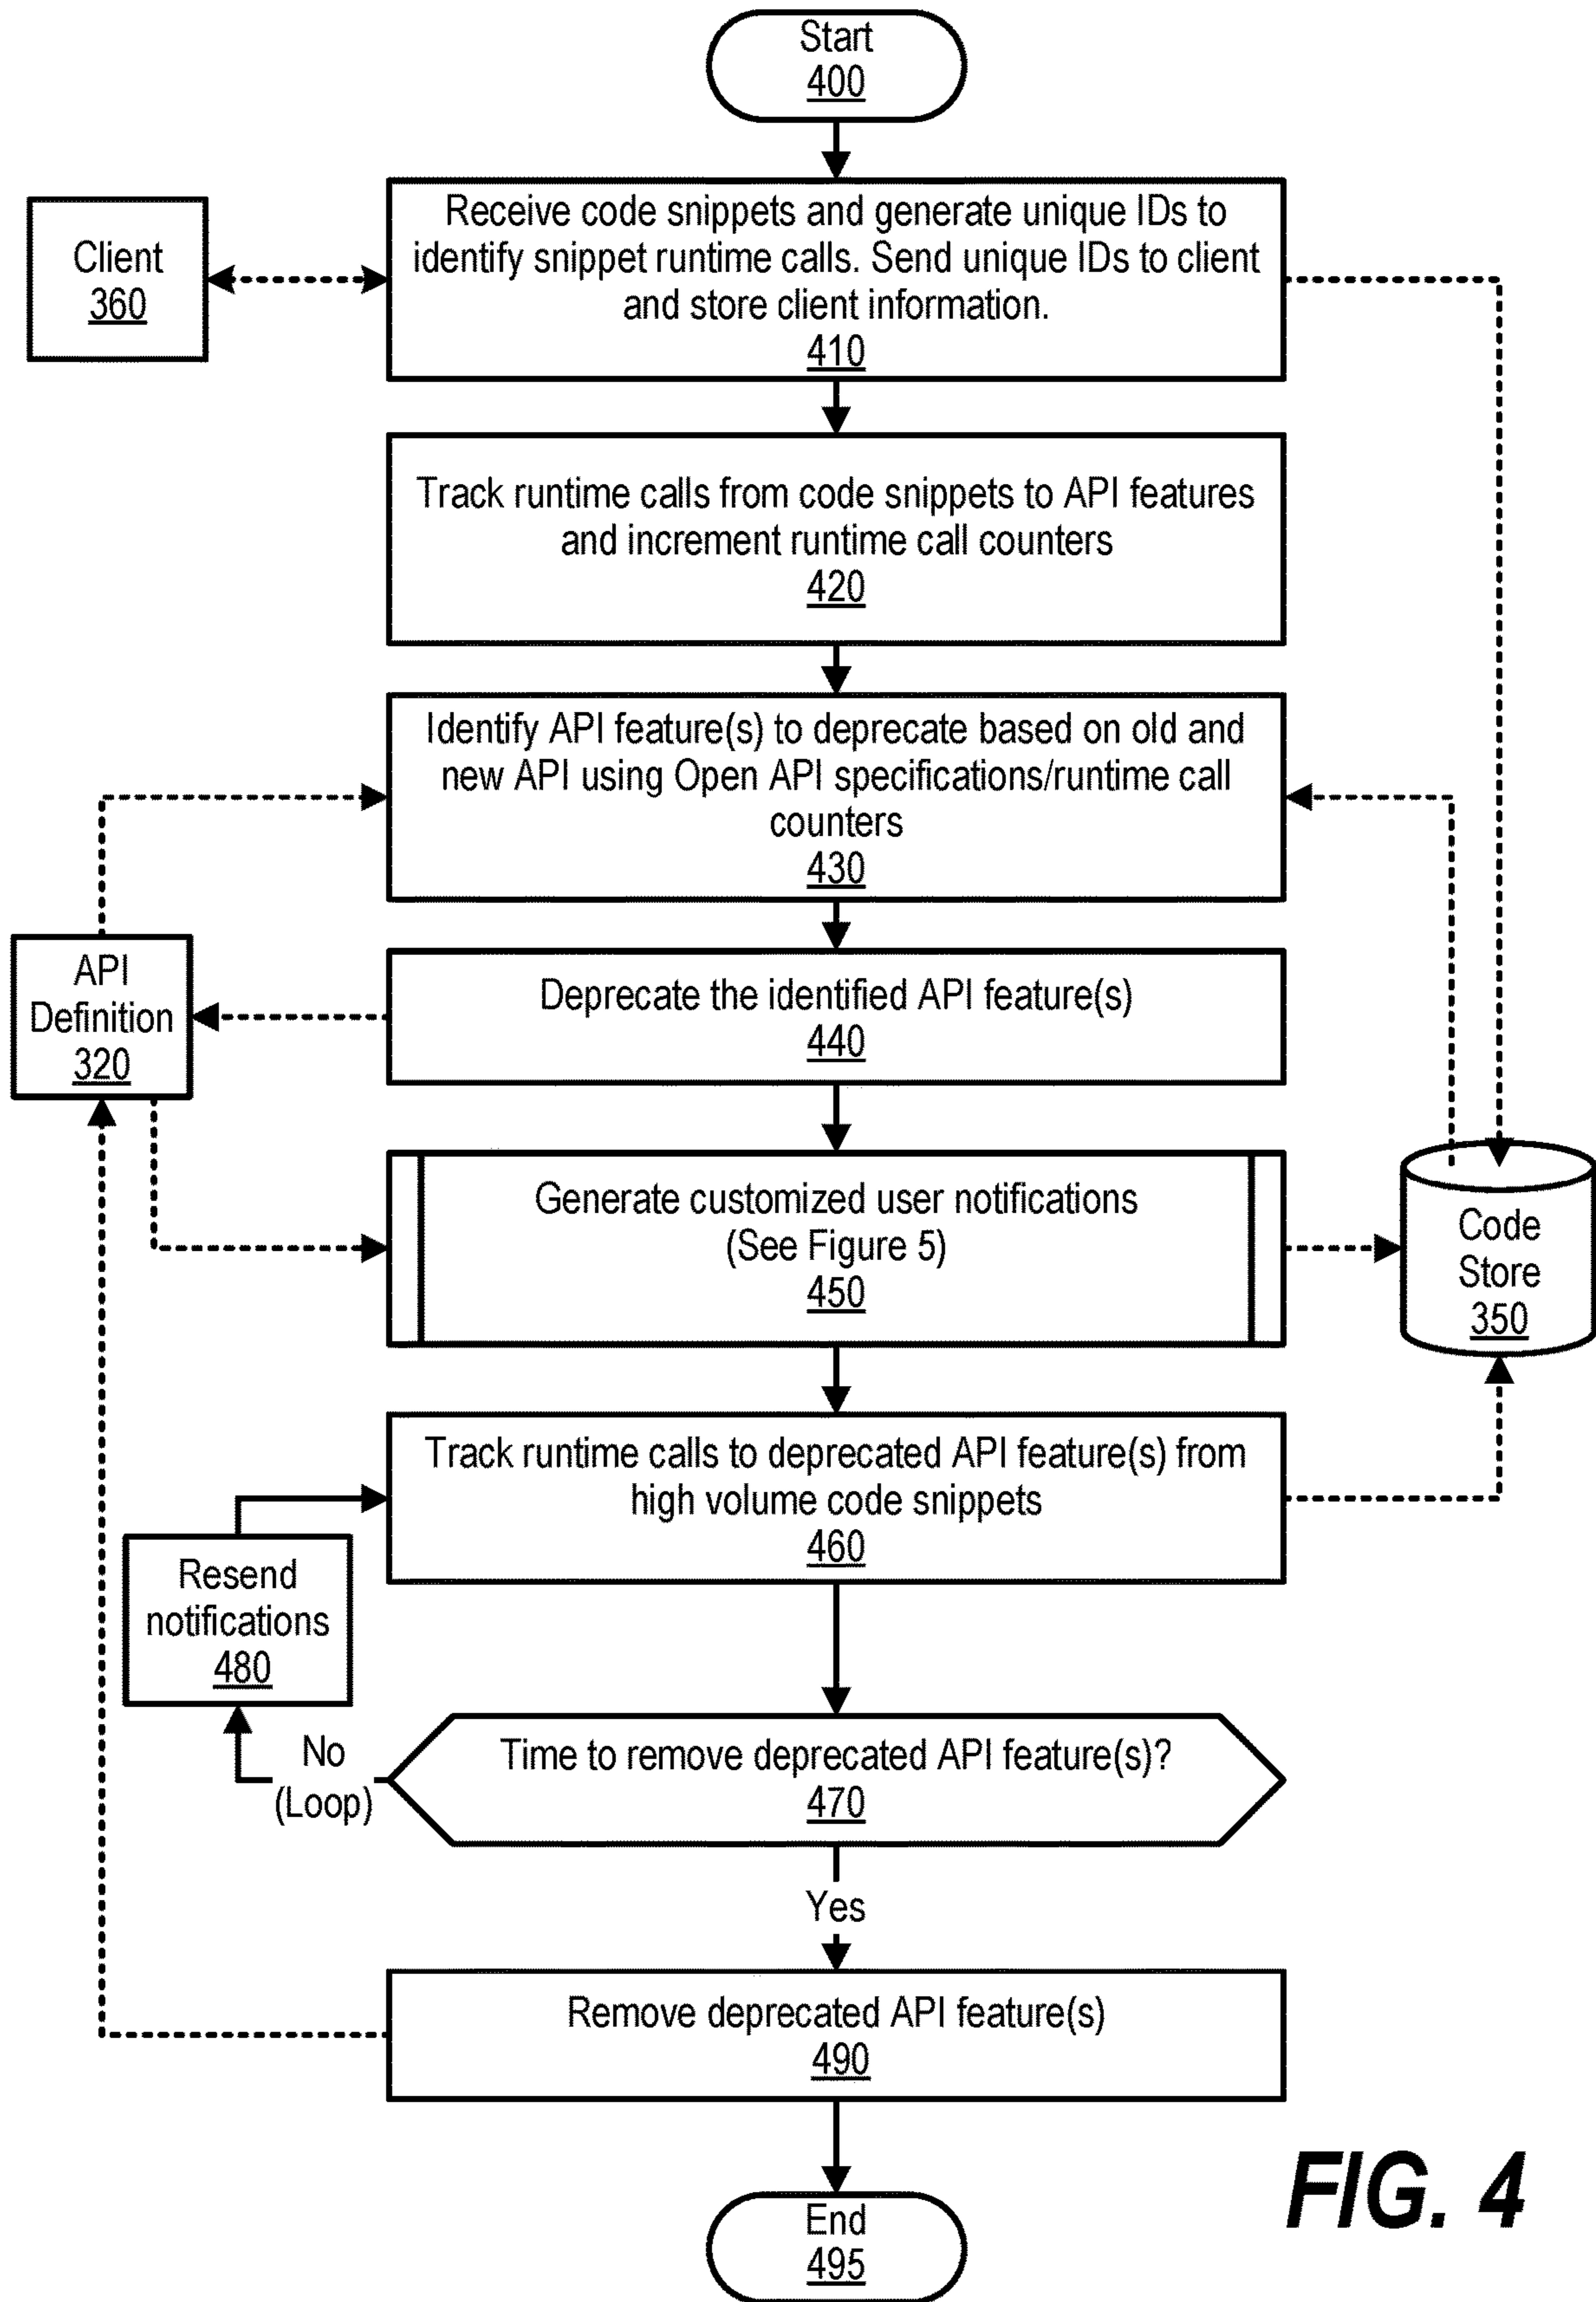 Start
400
Client
360
Receive code snippets and generate unique IDs to
identify snippet runtime calls. Send unique IDs to client
and store client information.
410
Track runtime calls from code snippets to API features
and increment runtime call counters
420
Identify API feature(s) to deprecate based on old and
new API using Open API specifications/runtime call
counters
430
API
Definition
320
Deprecate the identified API feature(s)
440
Generate customized user notifications
(See Figure 5)
450
Code
Store
350
Track runtime calls to deprecated API feature(s) from
high volume code snippets
460
Resend
notifications
480
No
(Loop)
Time to remove deprecated API feature(s)?
470
Yes
Remove deprecated API feature(s)
490
End
495
FIG. 4